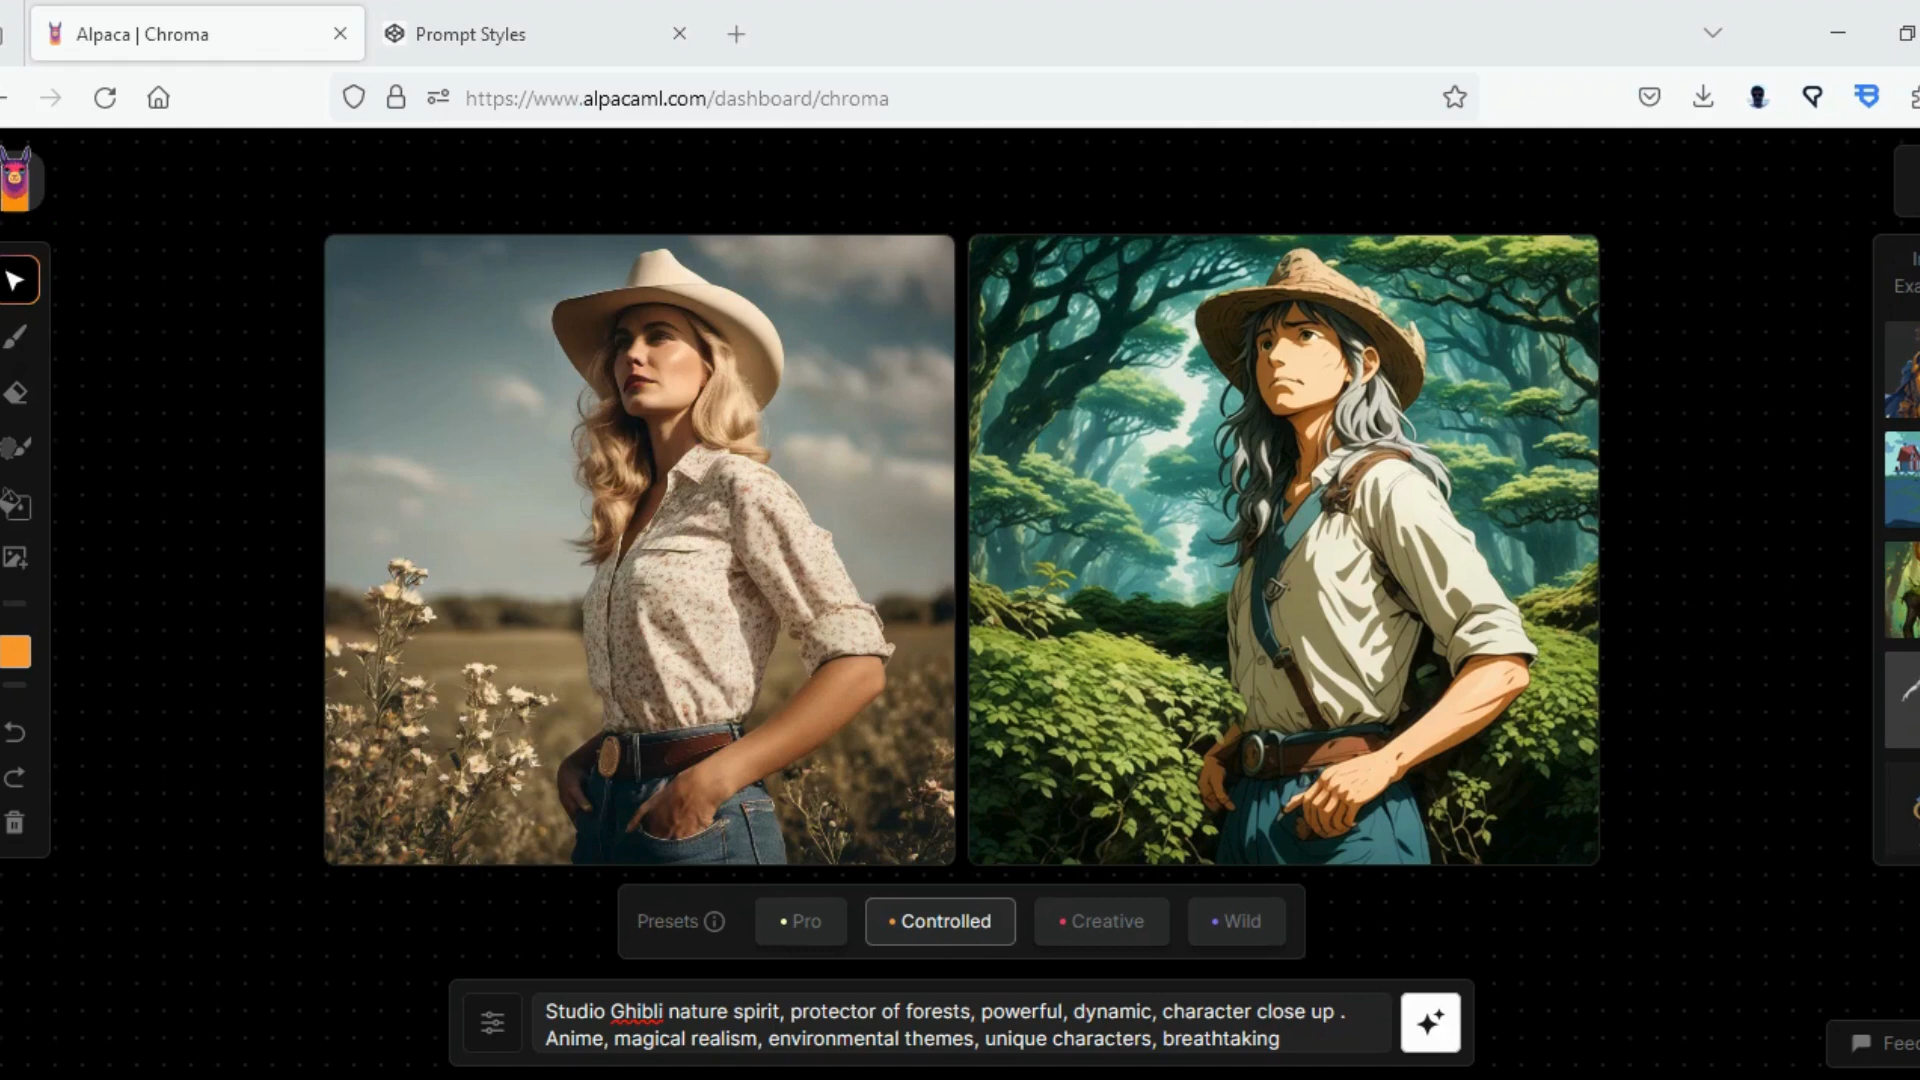 Alpaca | Chroma
Prompt Styles
https://www.alpacaml.com/dashboard/chroma
Presets
Pro
Controlled
Creative
Wild
Studio Ghibli nature spirit, protector of forests, powerful, dynamic, character close up .
Anime, magical realism, environmental themes, unique characters, breathtaking